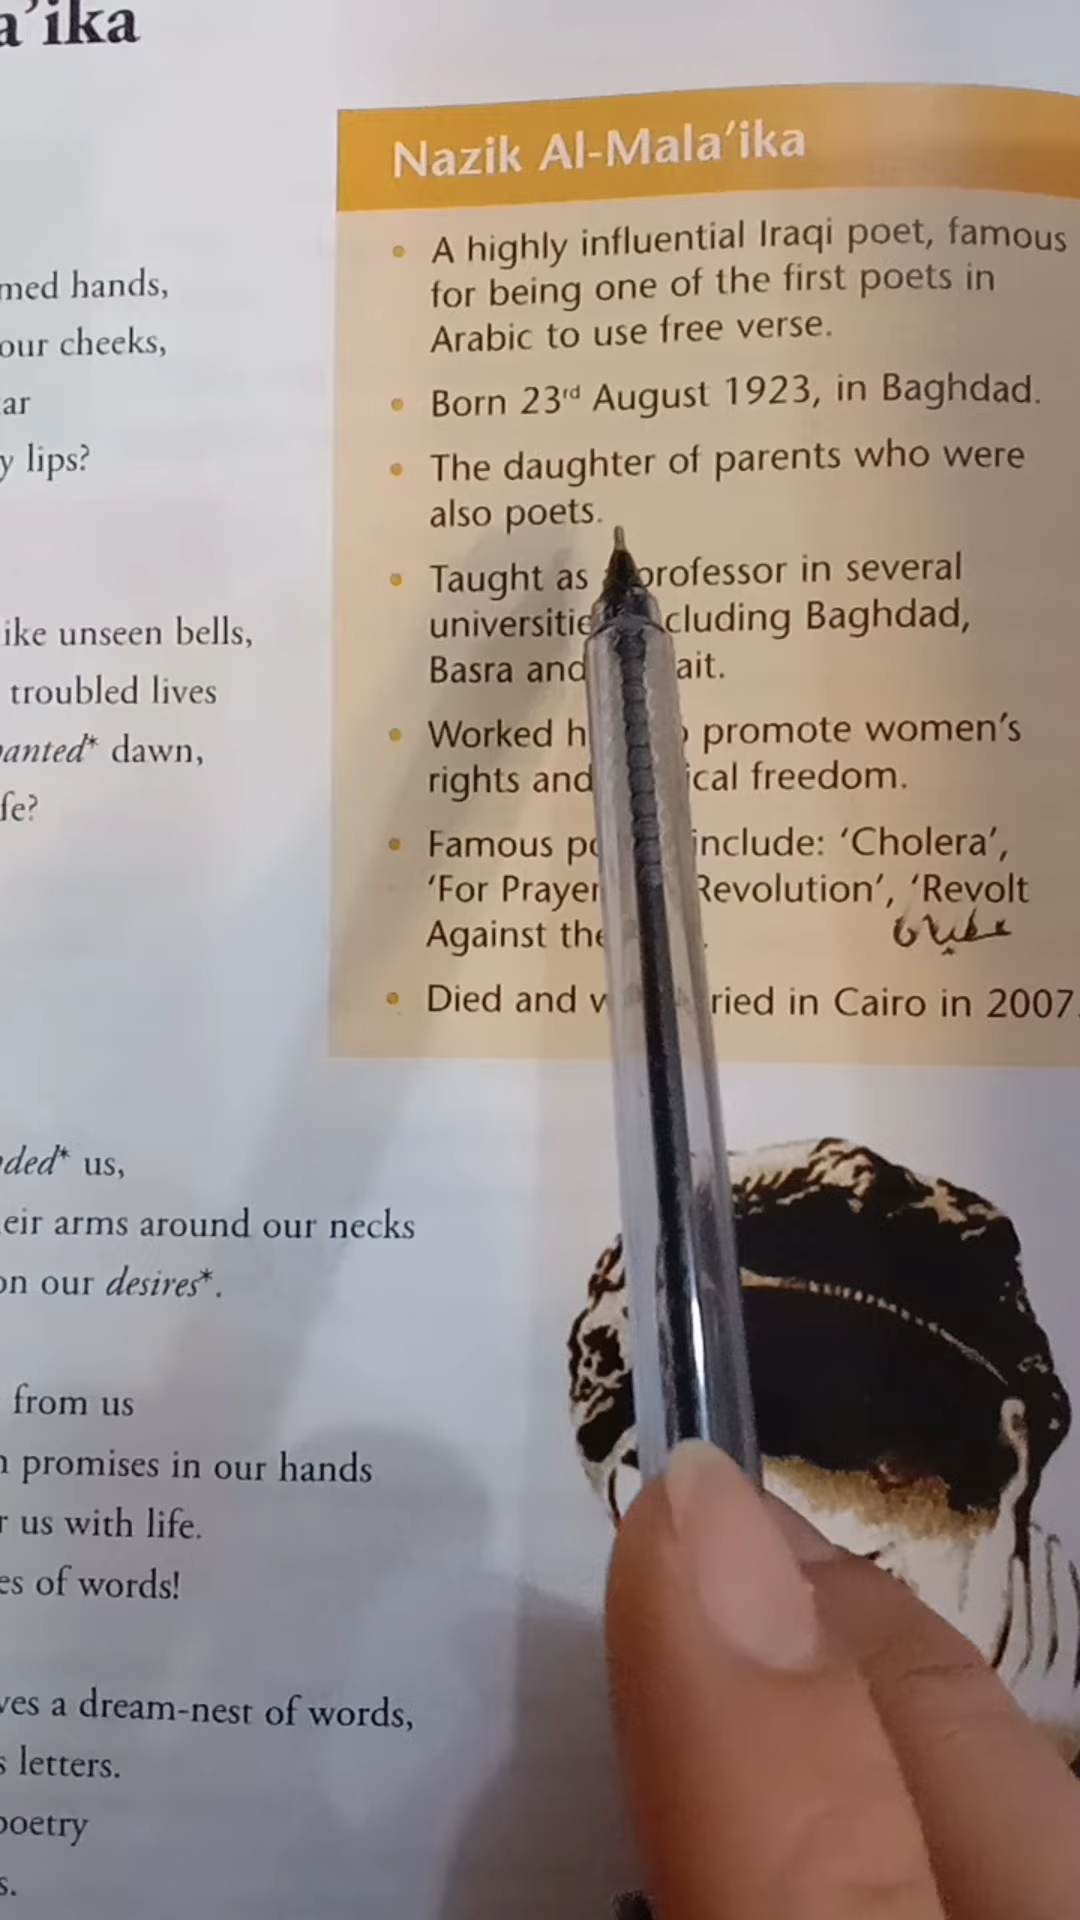 a'ika
Nazik Al-Mala'ika
• A highly influential Iraqi poet, famous
for being one of the first poets in
Arabic to use free verse.
• Born 23rd August 1923, in Baghdad.
• The daughter of parents who were
also poets.
• Taught as professor in several
universitie cluding Baghdad,
Basra and ait.
• Worked h promote women's
rights and ical freedom.
• Famous po include: 'Cholera',
'For Prayer Revolution', 'Revolt
Against the
• Died and w ried in Cairo in 2007.
med hands,
our cheeks,
ar
y lips?
ike unseen bells,
troubled lives
anted* dawn,
fe?
ded* us,
eir arms around our necks
on our desires*.
from us
n promises in our hands
r us with life.
es of words!
ves a dream-nest of words,
s letters.
poetry
s.